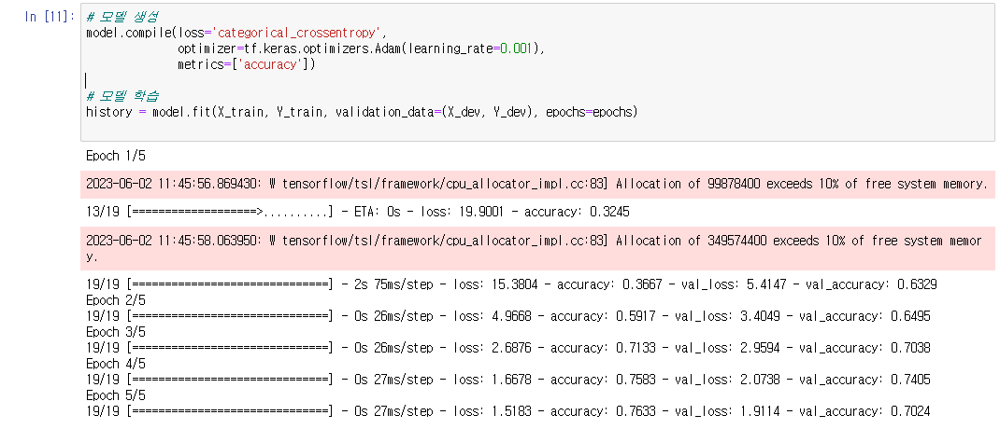 In [11]:
# 모델 생성
model.compile(loss='categorical_crossentropy',
optimizer=tf.keras.optimizers.Adam(learning_rate=0.001),
metrics=['accuracy'])
# 모델 학습
history = model.fit(X_train, Y_train, validation_data=(X_dev, Y_dev), epochs=epochs)
Epoch 1/5
2023-06-02 11:45:56.869430: W tensorflow/tsl/framework/cpu_allocator_impl.cc:83] Allocation of 99878400 exceeds 10% of free system memory.
13/19 [===================>..........] - ETA: 0s - loss: 19.9001 - accuracy: 0.3245
2023-06-02 11:45:58.063950: W tensorflow/tsl/framework/cpu_allocator_impl.cc:83] Allocation of 349574400 exceeds 10% of free system memor
y.
19/19 [==============================] - 2s 75ms/step - loss: 15.3804 - accuracy: 0.3667 - val_loss: 5.4147 - val_accuracy: 0.6329
Epoch 2/5
19/19 [==============================] - 0s 26ms/step - loss: 4.9668 - accuracy: 0.5917 - val_loss: 3.4049 - val_accuracy: 0.6495
Epoch 3/5
19/19 [==============================] - 0s 26ms/step - loss: 2.6876 - accuracy: 0.7133 - val_loss: 2.9594 - val_accuracy: 0.7038
Epoch 4/5
19/19 [==============================] - 0s 27ms/step - loss: 1.6678 - accuracy: 0.7583 - val_loss: 2.0738 - val_accuracy: 0.7405
Epoch 5/5
19/19 [==============================] - 0s 27ms/step - loss: 1.5183 - accuracy: 0.7633 - val_loss: 1.9114 - val_accuracy: 0.7024